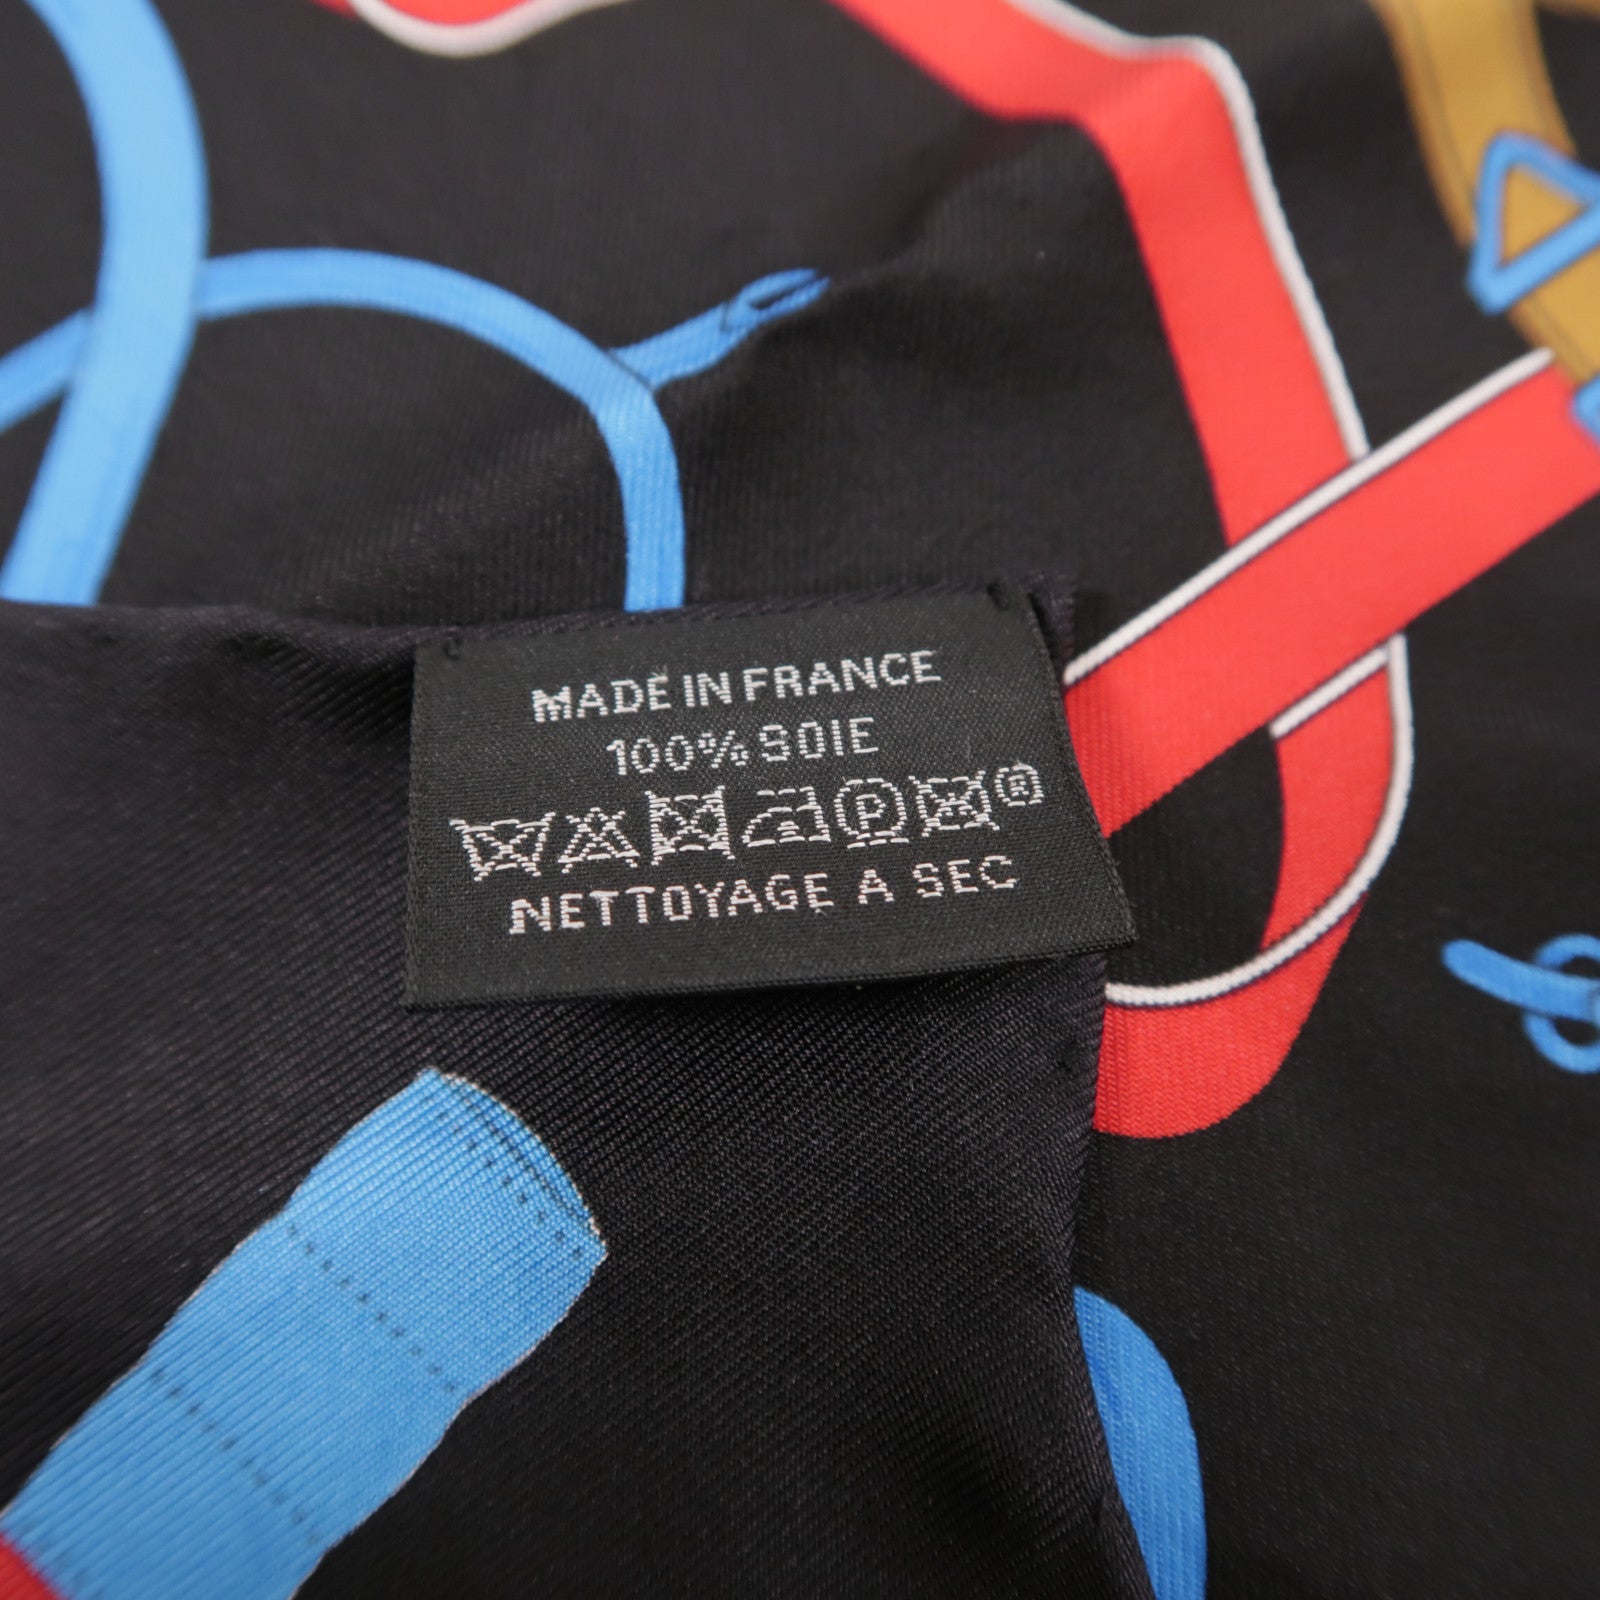 MADE IN FRANCE
100% SOIE
P ®
NETTOYAGE A SEC